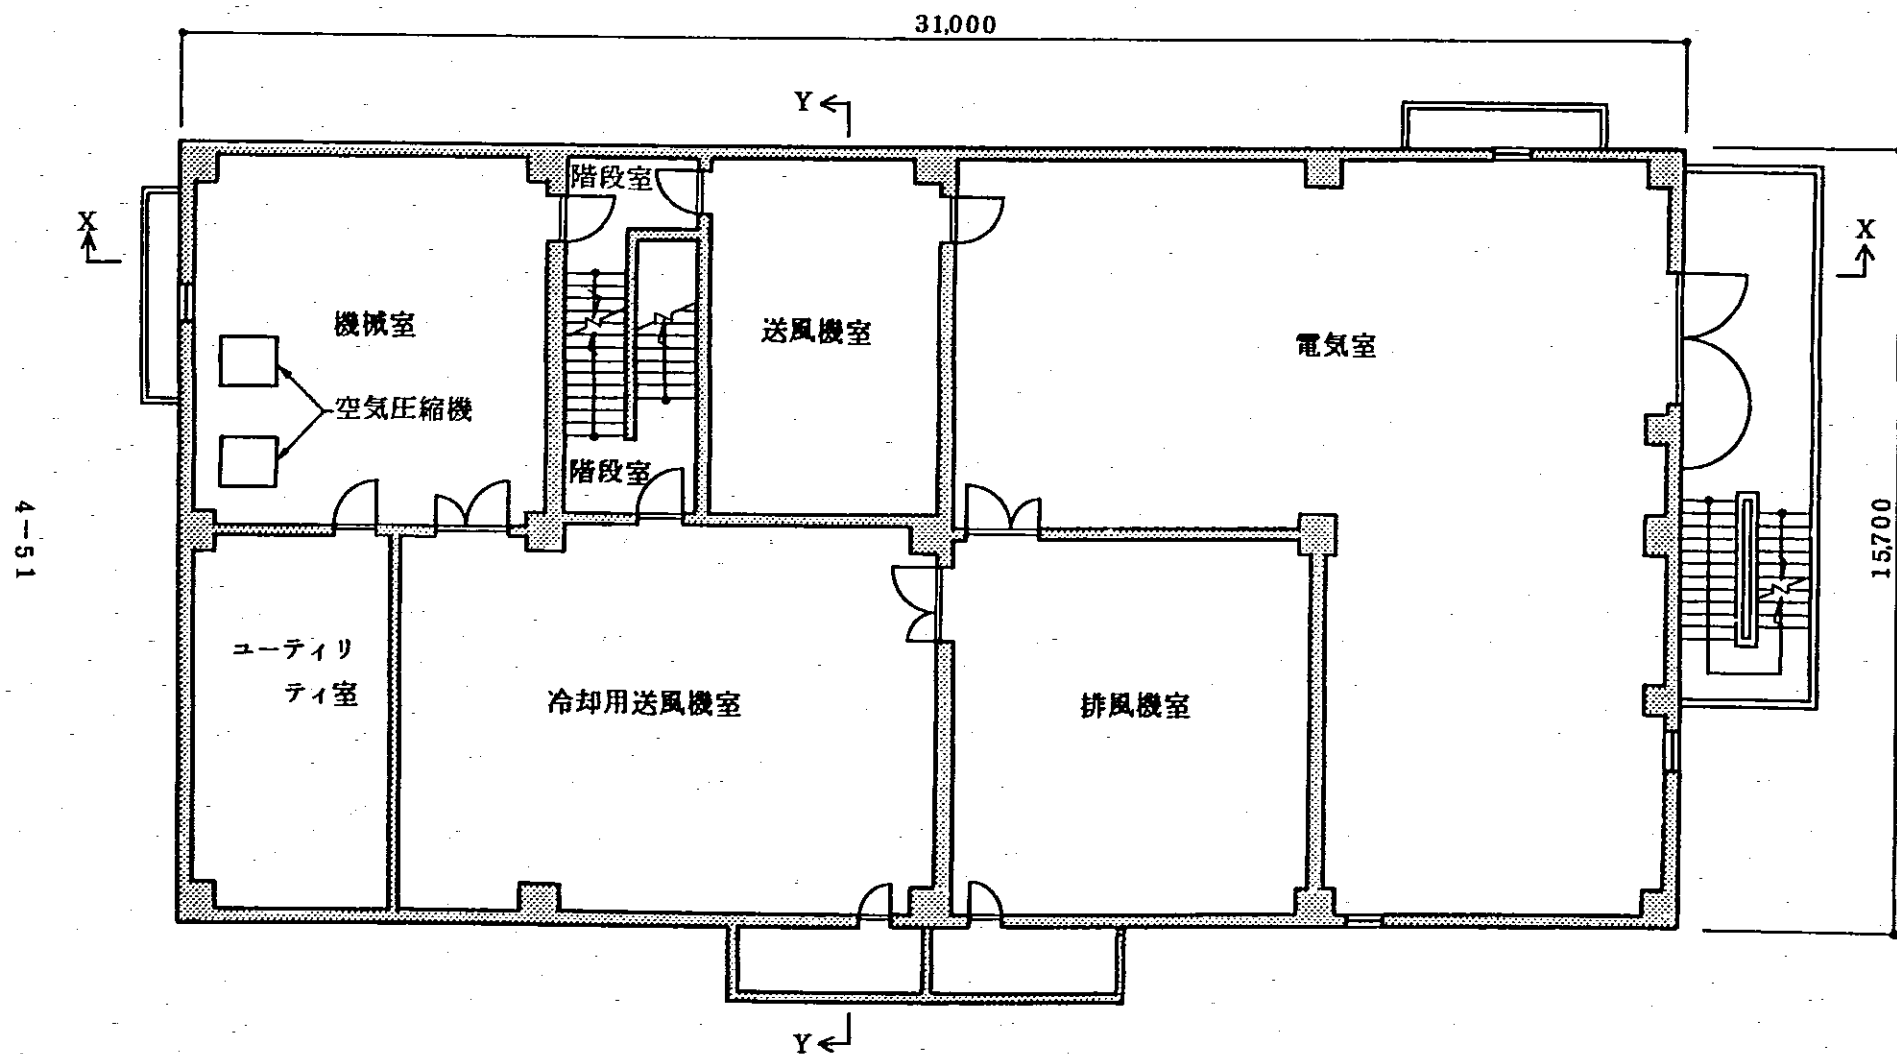 31,000
Y
階段室
X
X
機械室
送風機室
電気室
空気圧縮機
階段室
4-51
15,700
ユーティリ
ティ室
冷却用送風機室
排風機室
Y